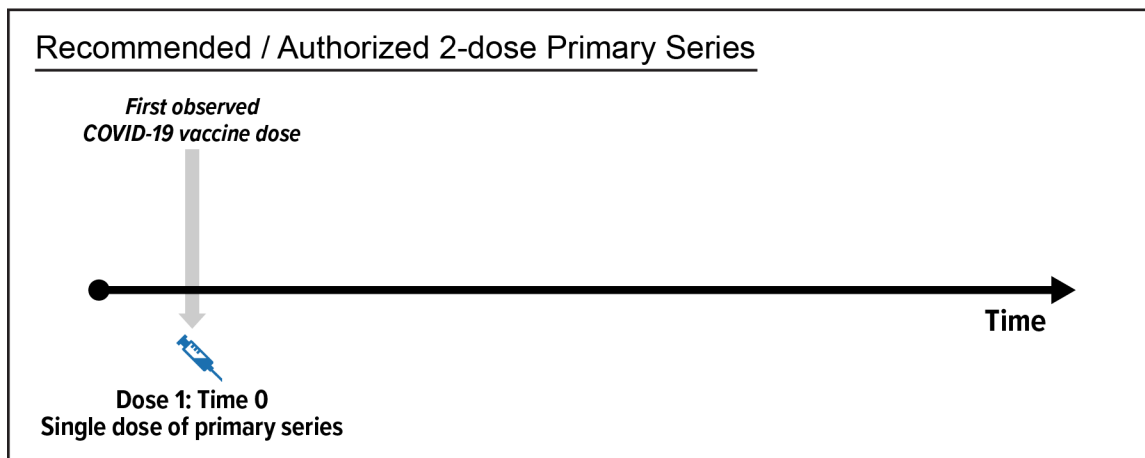 Recommended / Authorized 2-dose Primary Series
First observed
COVID-19 vaccine dose
Time
Dose 1: Time 0
Single dose of primary series